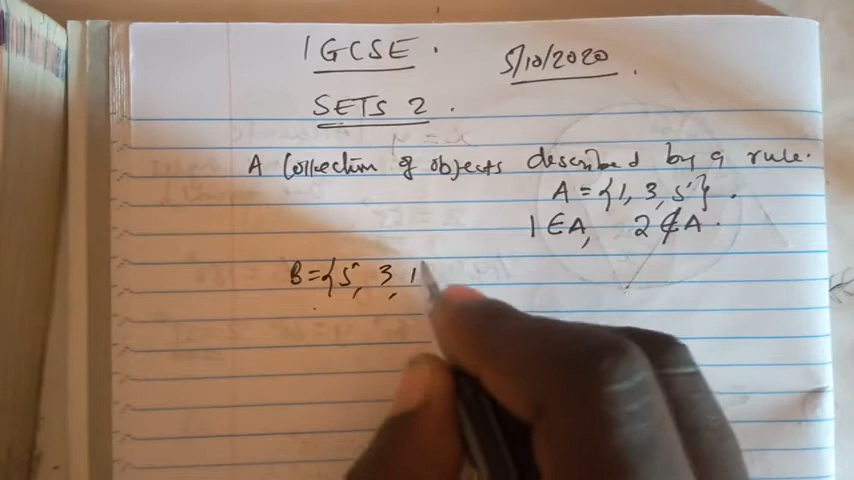 IGCSE.
5/10/2020.
SETS 2.
A Collection of objects described by a rule.
A = {1, 3, 5}.
1 ∈ A, 2 ∉ A.
B = {5, 3, 1